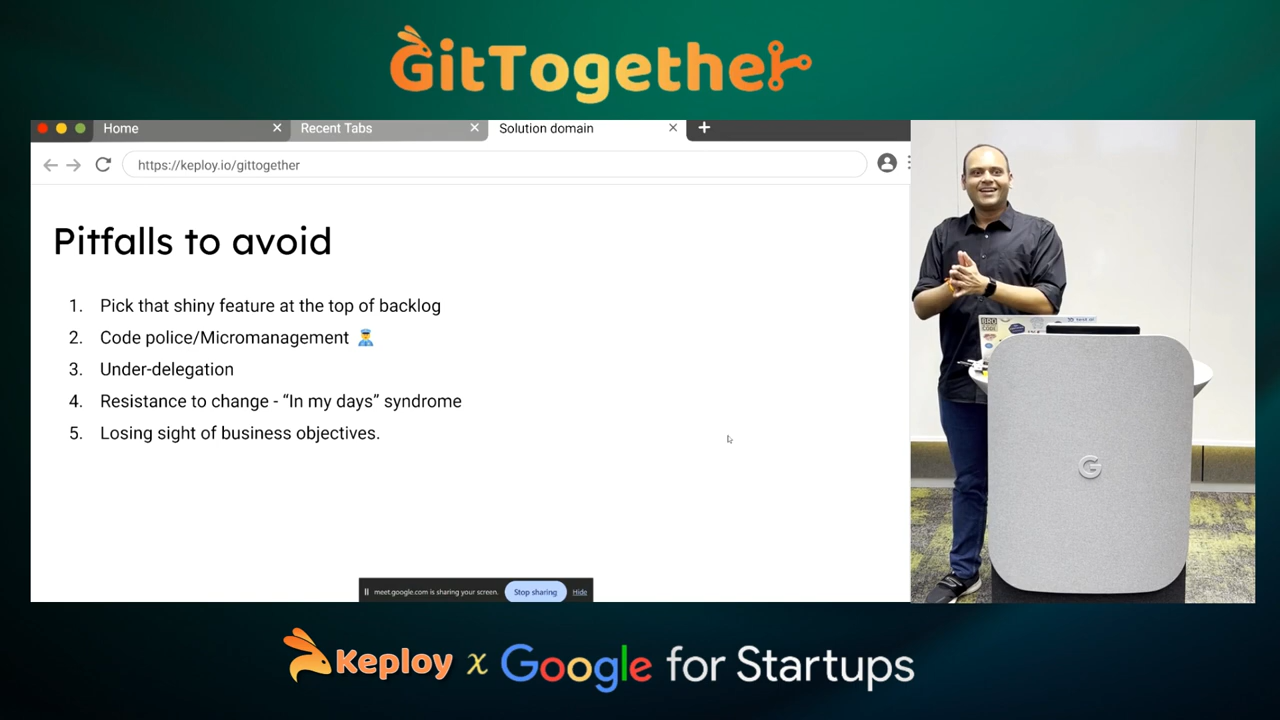 GitTogether
Home
Recent Tabs
Solution domain
https://keploy.io/gittogether
Pitfalls to avoid
1. Pick that shiny feature at the top of backlog
2. Code police/Micromanagement 👮
3. Under-delegation
4. Resistance to change - “In my days” syndrome
5. Losing sight of business objectives.
meet.google.com is sharing your screen. Stop sharing Hide
BRO
CODE
G
Keploy x Google for Startups